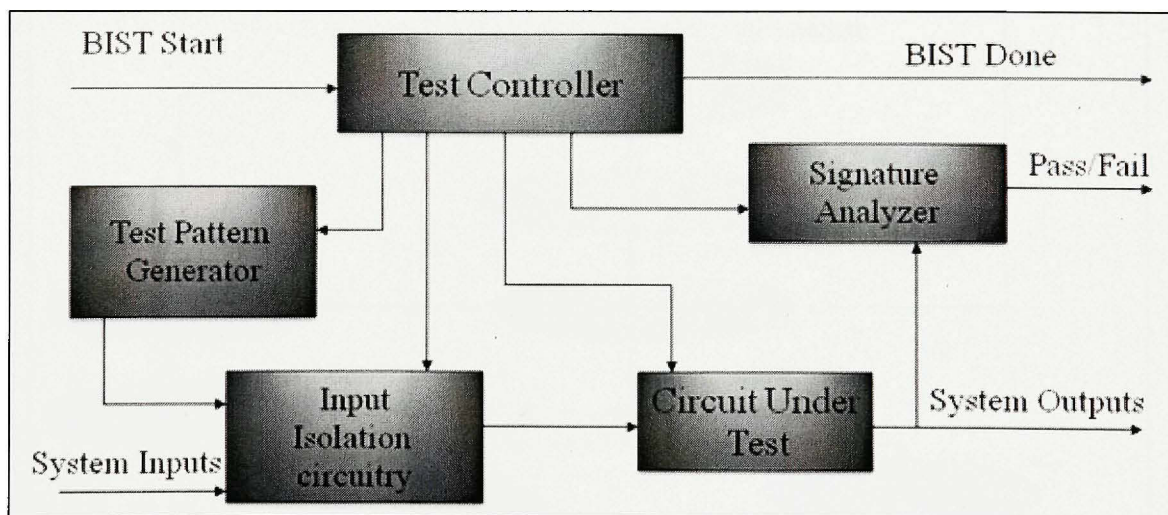 BIST Start
Test Controller
BIST Done
Signature
Analyzer
Pass/Fail
Test Pattern
Generator
Input
Isolation
circuitry
Circuit Under
Test
System Outputs
System Inputs